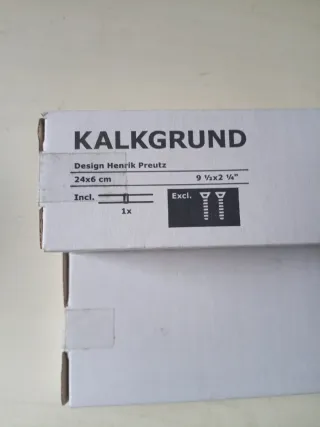 KALKGRUND
Design Henrik Preutz
24x6 cm 9 ½x2 ¼"
Incl. Excl.
1x